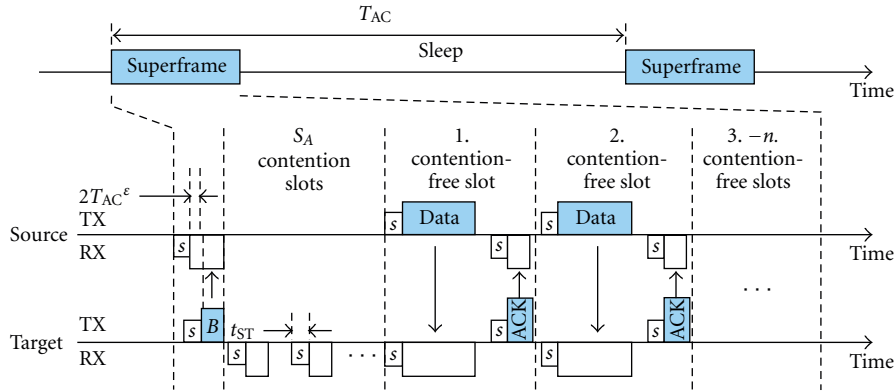 T_AC
Sleep
Superframe
Superframe
Time
S_A
contention
slots
1.
contention-
free slot
2.
contention-
free slot
3. −n.
contention-
free slots
2T_AC^ε
TX
s
Data
s
Data
Source
RX
s
s
s
Time
. . .
TX
s
B
t_ST
s
ACK
s
ACK
Target
RX
s
s
. . .
s
s
Time